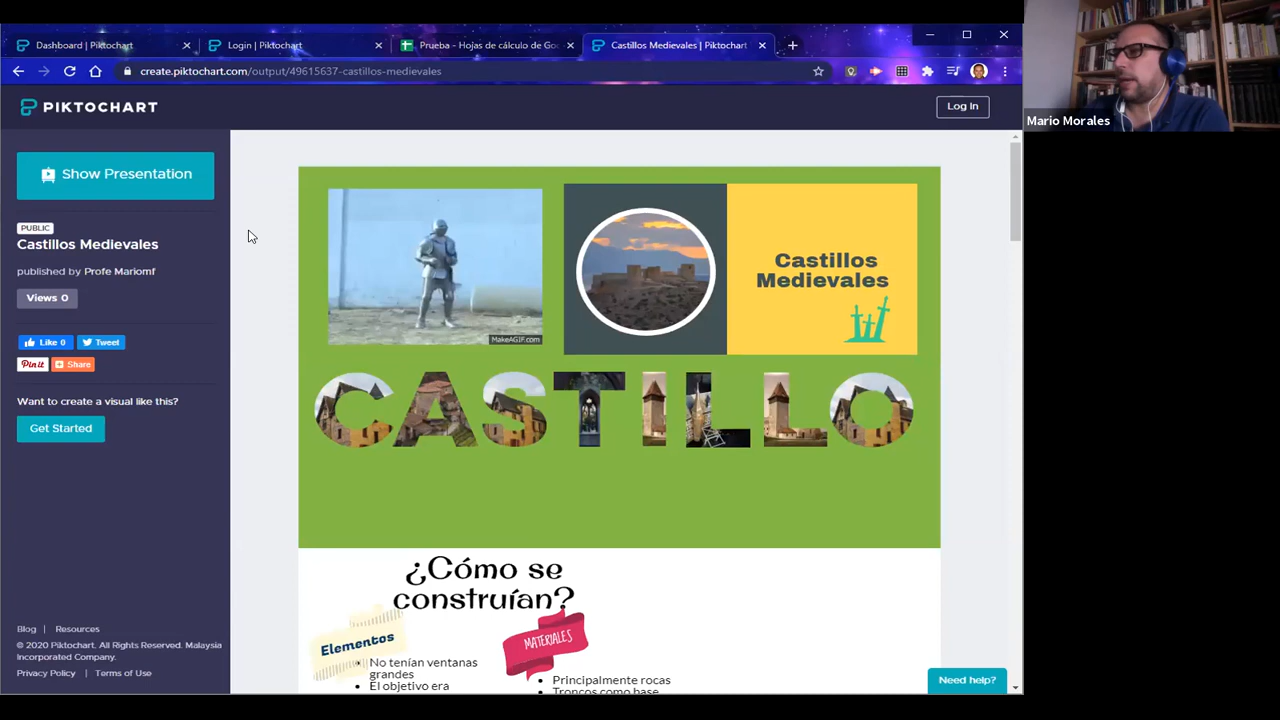 Dashboard | Piktochart
Login | Piktochart
Prueba - Hojas de cálculo de Goo
Castillos Medievales | Piktochart
create.piktochart.com/output/49615637-castillos-medievales
PIKTOCHART
Log In
Show Presentation
PUBLIC
Castillos Medievales
published by Profe Mariomf
Views 0
Like 0
Tweet
Pin it
Share
Want to create a visual like this?
Get Started
Blog | Resources
© 2020 Piktochart. All Rights Reserved. Malaysia
Incorporated Company.
Privacy Policy | Terms of Use
MakeAGIF.com
Castillos
Medievales
CASTILLO
¿Cómo se
construían?
Elementos
No tenían ventanas
grandes
El objetivo era
MATERIALES
Principalmente rocas
Troncos como base
Need help?
Mario Morales